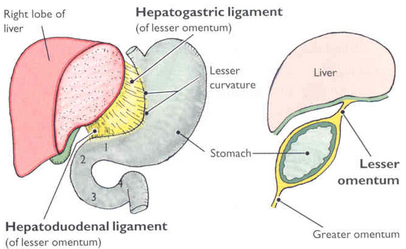 Right lobe of
liver
Hepatogastric ligament
(of lesser omentum)
Lesser
curvature
Liver
1
2
3
4
Stomach
Lesser
omentum
Hepatoduodenal ligament
(of lesser omentum)
Greater omentum